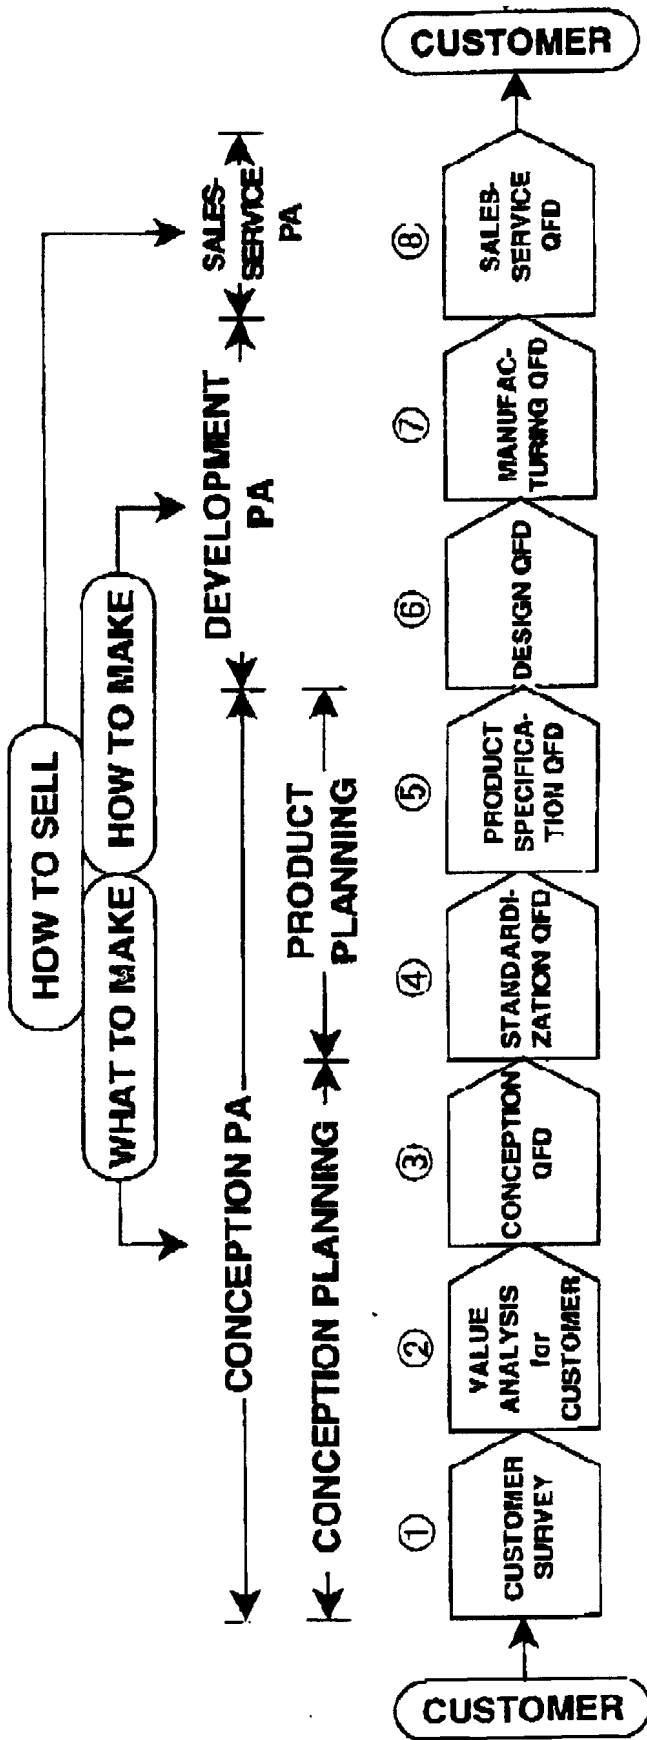 HOW TO SELL
WHAT TO MAKE
HOW TO MAKE
CONCEPTION PA
DEVELOPMENT
PA
SALES-
SERVICE
PA
CONCEPTION PLANNING
PRODUCT
PLANNING
①
②
③
④
⑤
⑥
⑦
⑧
CUSTOMER
CUSTOMER
SURVEY
VALUE
ANALYSIS
for
CUSTOMER
CONCEPTION
QFD
STANDARDI-
ZATION QFD
PRODUCT
SPECIFICA-
TION QFD
DESIGN QFD
MANUFAC-
TURING QFD
SALES-
SERVICE
QFD
CUSTOMER